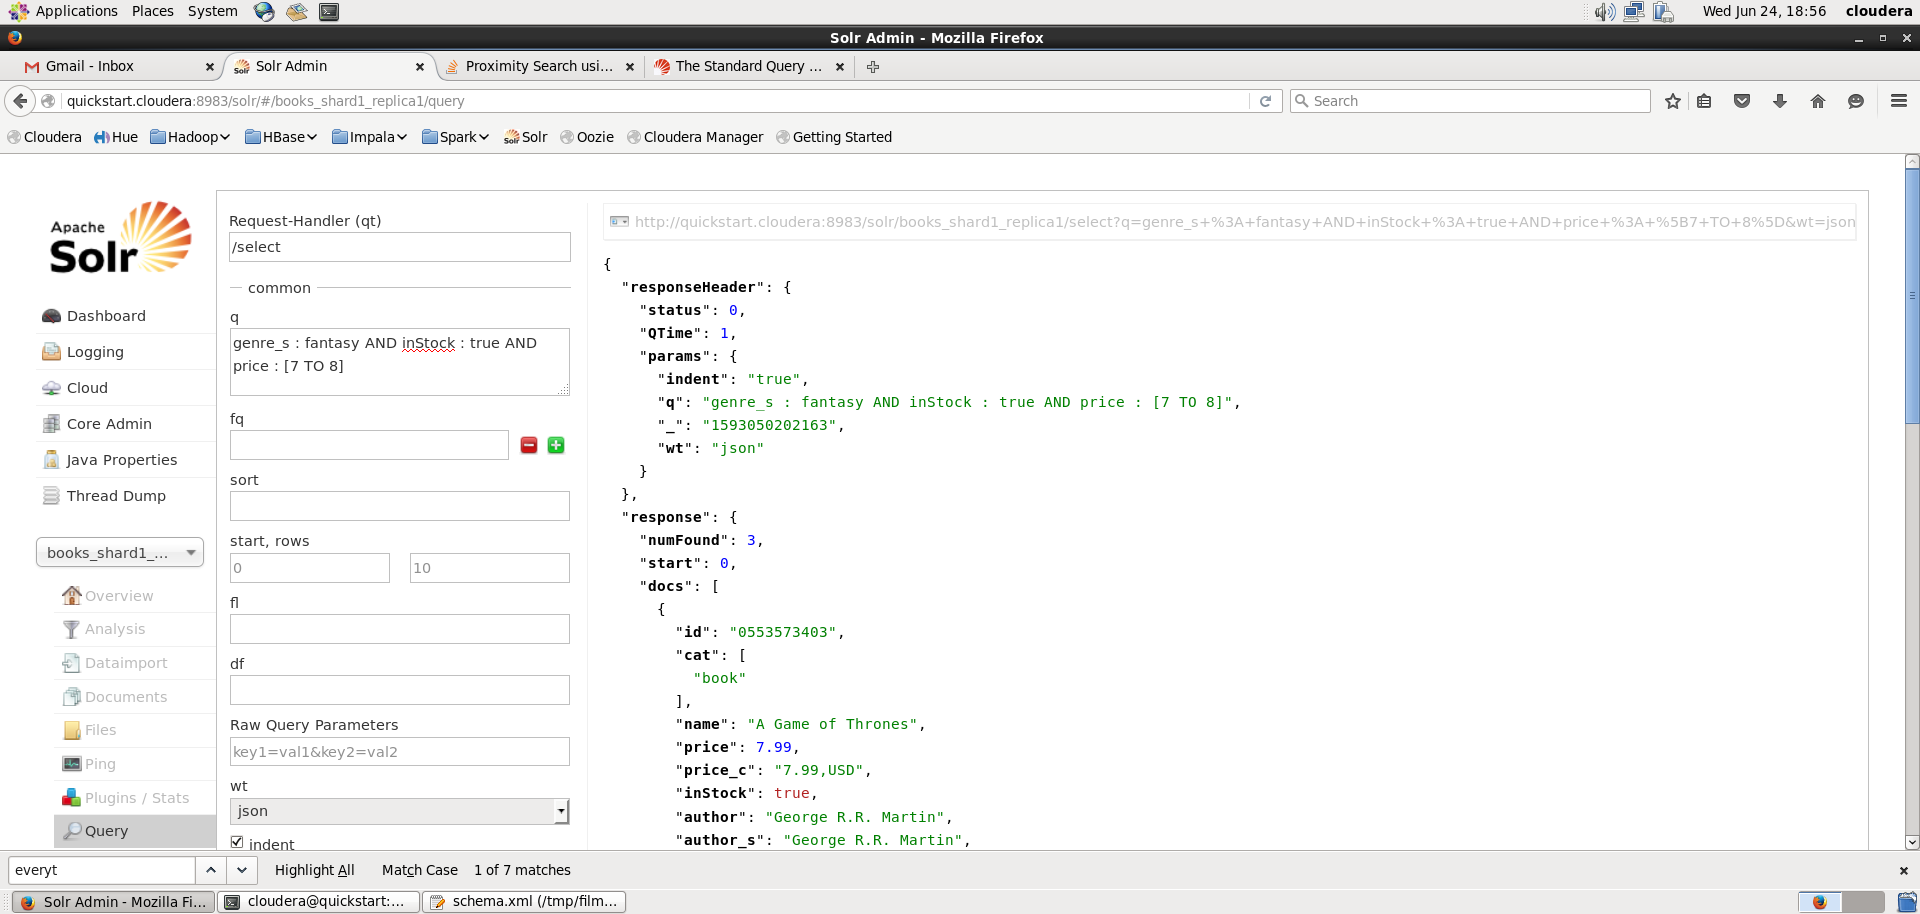 Applications Places System Wed Jun 24, 18:56 cloudera
Solr Admin - Mozilla Firefox
Gmail - Inbox Solr Admin Proximity Search usi... The Standard Query ...
quickstart.cloudera:8983/solr/#/books_shard1_replica1/query Search
Cloudera Hue Hadoop HBase Impala Spark Solr Oozie Cloudera Manager Getting Started
Apache
Solr
Dashboard
Logging
Cloud
Core Admin
Java Properties
Thread Dump
books_shard1_...
Overview
Analysis
Dataimport
Documents
Files
Ping
Plugins / Stats
Query
Request-Handler (qt)
/select
common
q
genre_s : fantasy AND inStock : true AND
price : [7 TO 8]
fq
sort
start, rows
0 10
fl
df
Raw Query Parameters
key1=val1&key2=val2
wt
json
indent
http://quickstart.cloudera:8983/solr/books_shard1_replica1/select?q=genre_s+%3A+fantasy+AND+inStock+%3A+true+AND+price+%3A+%5B7+TO+8%5D&wt=json
{
"responseHeader": {
"status": 0,
"QTime": 1,
"params": {
"indent": "true",
"q": "genre_s : fantasy AND inStock : true AND price : [7 TO 8]",
"_": "1593050202163",
"wt": "json"
}
},
"response": {
"numFound": 3,
"start": 0,
"docs": [
{
"id": "0553573403",
"cat": [
"book"
],
"name": "A Game of Thrones",
"price": 7.99,
"price_c": "7.99,USD",
"inStock": true,
"author": "George R.R. Martin",
"author_s": "George R.R. Martin",
everyt Highlight All Match Case 1 of 7 matches
Solr Admin - Mozilla Fi... cloudera@quickstart:... schema.xml (/tmp/film...